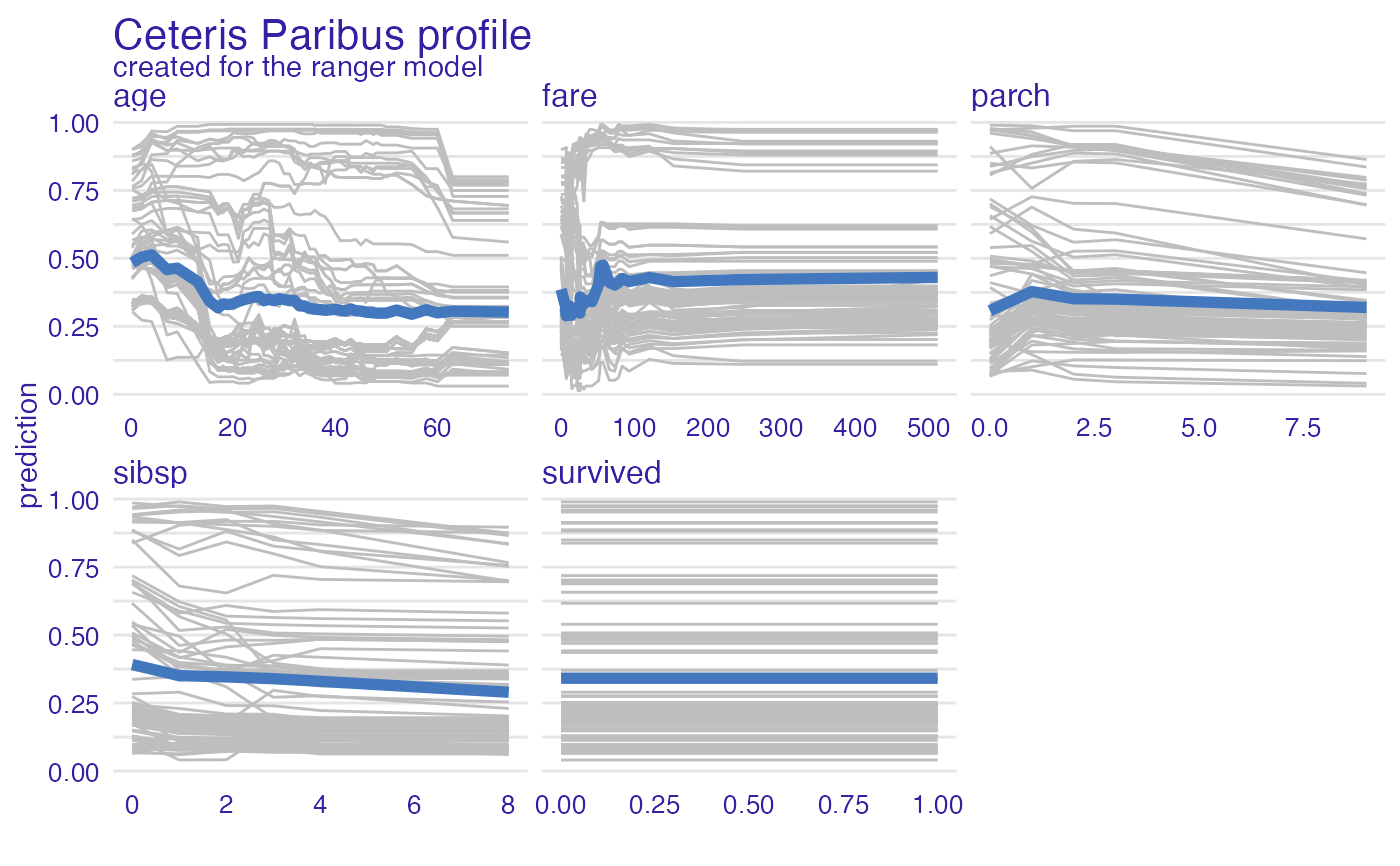 Ceteris Paribus profile
created for the ranger model
age fare parch
1.00
0.75
0.50
0.25
0.00
0 20 40 60 0 100 200 300 400 500 0.0 2.5 5.0 7.5
prediction
sibsp survived
1.00
0.75
0.50
0.25
0.00
0 2 4 6 8 0.00 0.25 0.50 0.75 1.00